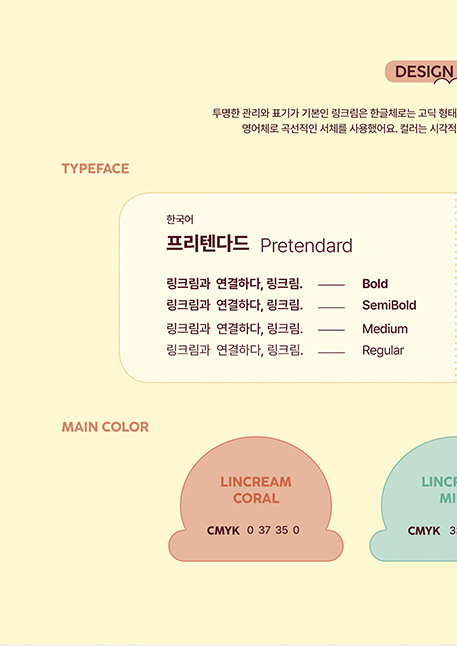 DESIGN
투명한 관리와 표기가 기본인 링크림은 한글체로는 고딕 형태
영어체로 곡선적인 서체를 사용했어요. 컬러는 시각적
TYPEFACE
한국어
프리텐다드 Pretendard
링크림과 연결하다, 링크림. Bold
링크림과 연결하다, 링크림. SemiBold
링크림과 연결하다, 링크림. Medium
링크림과 연결하다, 링크림. Regular
MAIN COLOR
LINCREAM
CORAL
CMYK 0 37 35 0
LINCR
MI
CMYK